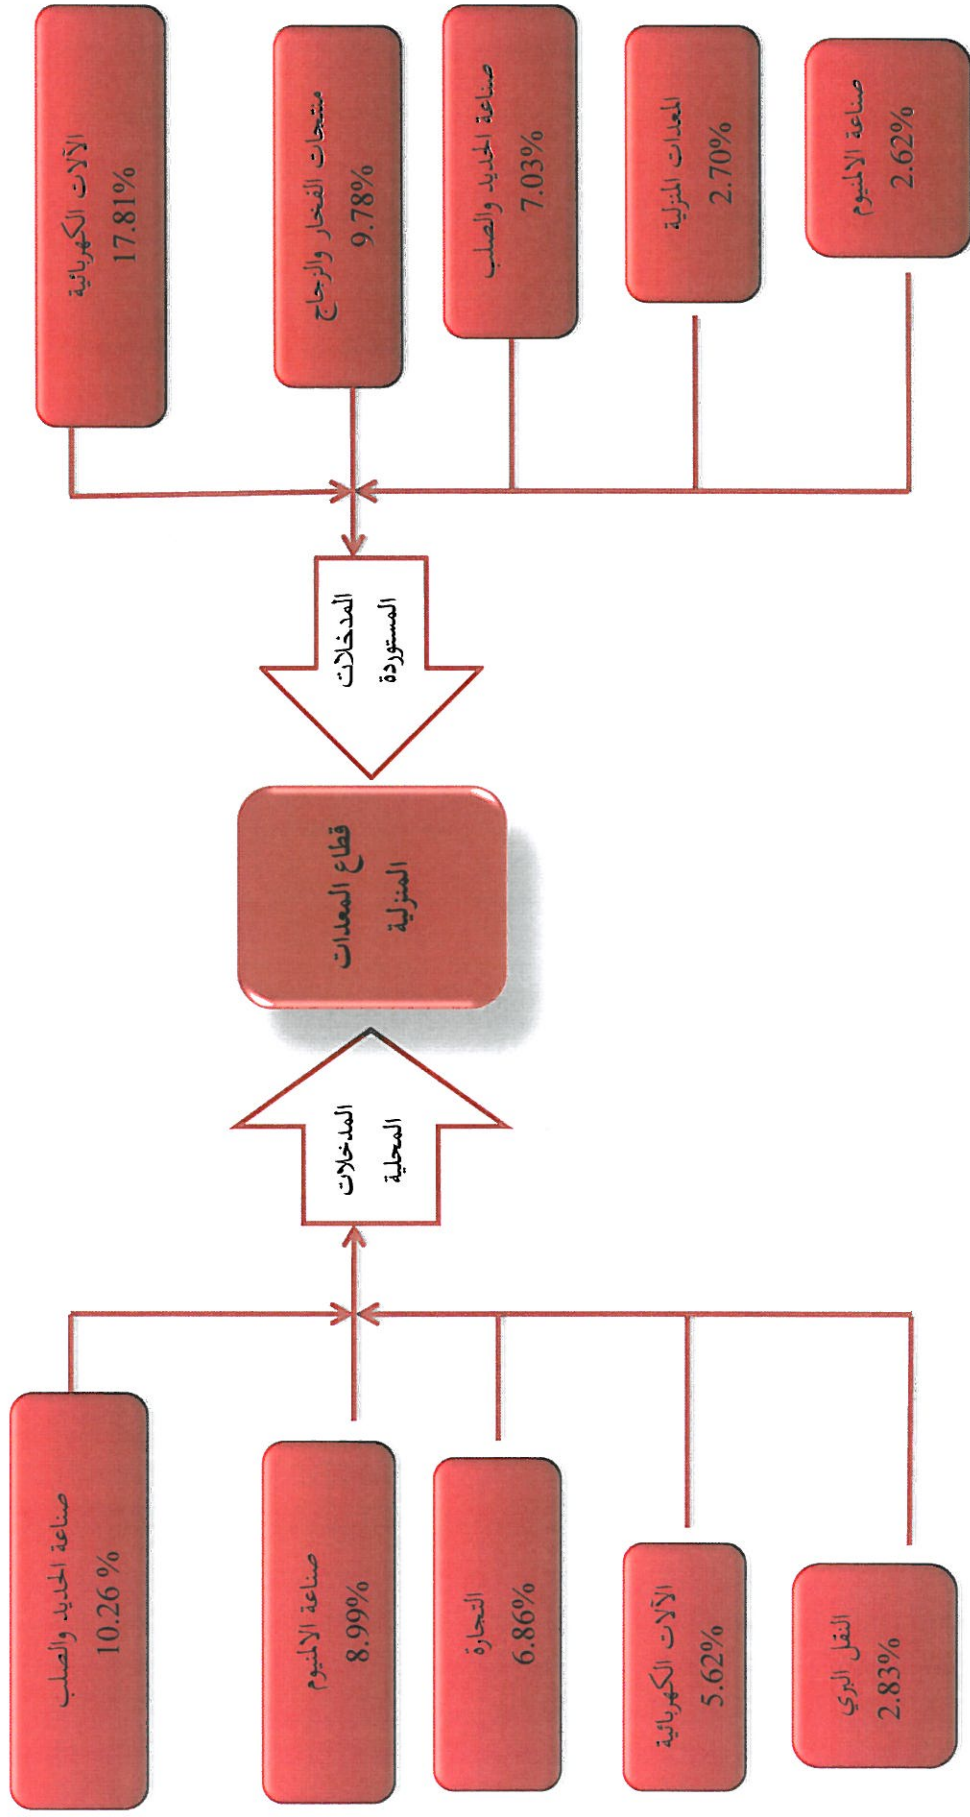 صناعة الحديد والصلب
10.26 %
صناعة الالمنيوم
8.99%
التجارة
6.86%
الآلات الكهربائية
5.62%
النقل البري
2.83%
المدخلات
المحلية
قطاع المعدات
المنزلية
المدخلات
المستوردة
الآلات الكهربائية
17.81%
منتجات الفخار والزجاج
9.78%
صناعة الحديد والصلب
7.03%
المعدات المنزلية
2.70%
صناعة الالمنيوم
2.62%